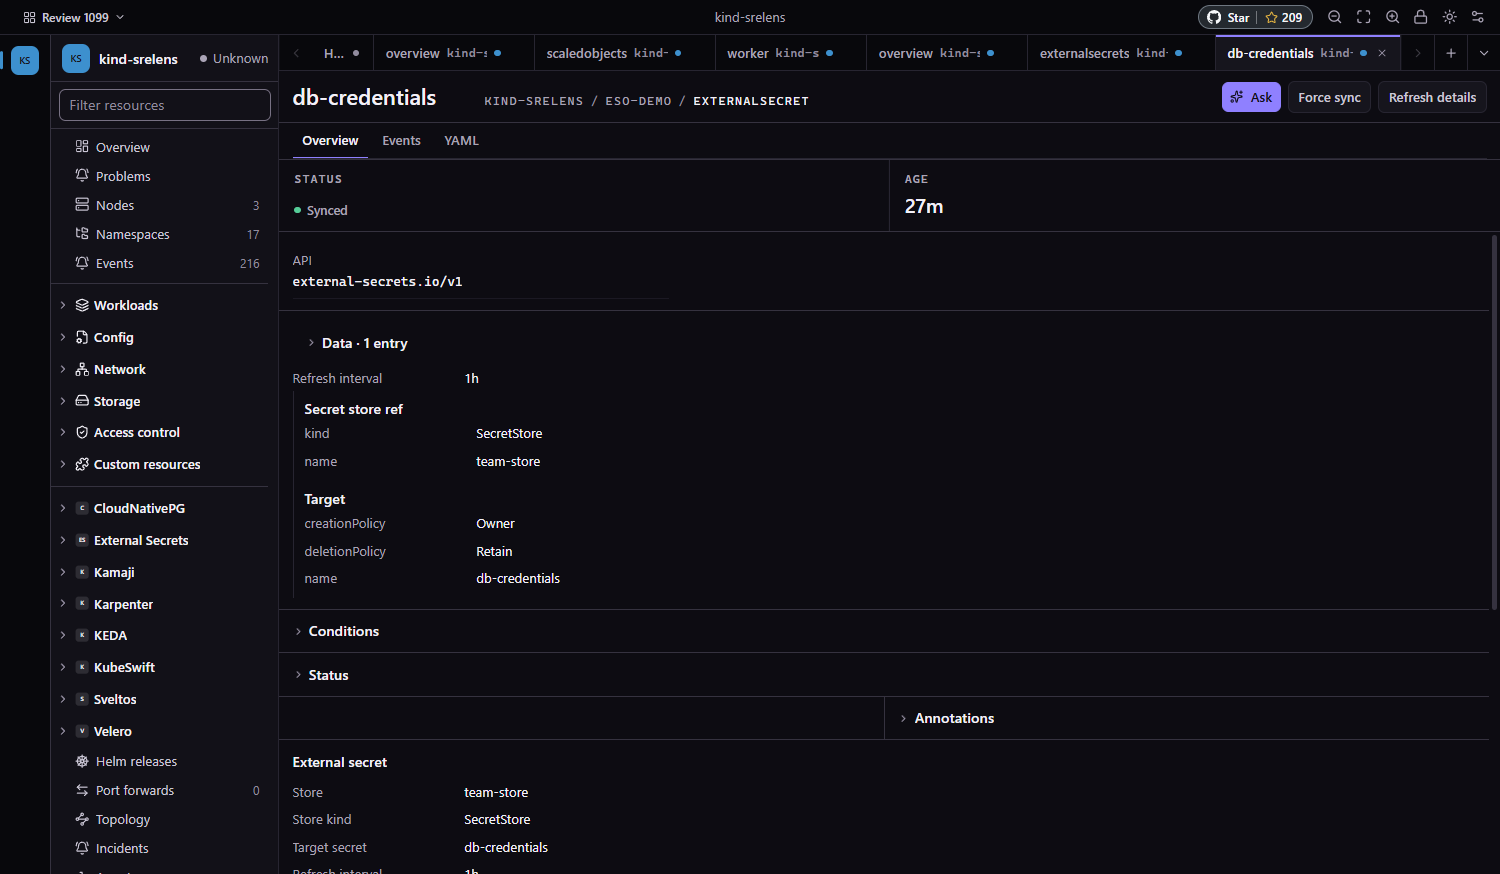 Review 1099
kind-srelens
Star 209
KS
KS kind-srelens Unknown
Filter resources
Overview
Problems
Nodes 3
Namespaces 17
Events 216
Workloads
Config
Network
Storage
Access control
Custom resources
C CloudNativePG
ES External Secrets
K Kamaji
K Karpenter
K KEDA
K KubeSwift
S Sveltos
V Velero
Helm releases
Port forwards 0
Topology
Incidents
H...
overview kind-s
scaledobjects kind-
worker kind-s
overview kind-s
externalsecrets kind-
db-credentials kind-
db-credentials
KIND-SRELENS / ESO-DEMO / EXTERNALSECRET
Ask
Force sync
Refresh details
Overview Events YAML
STATUS
Synced
AGE
27m
API
external-secrets.io/v1
Data · 1 entry
Refresh interval 1h
Secret store ref
kind SecretStore
name team-store
Target
creationPolicy Owner
deletionPolicy Retain
name db-credentials
Conditions
Status
Annotations
External secret
Store team-store
Store kind SecretStore
Target secret db-credentials
Refresh interval 1h